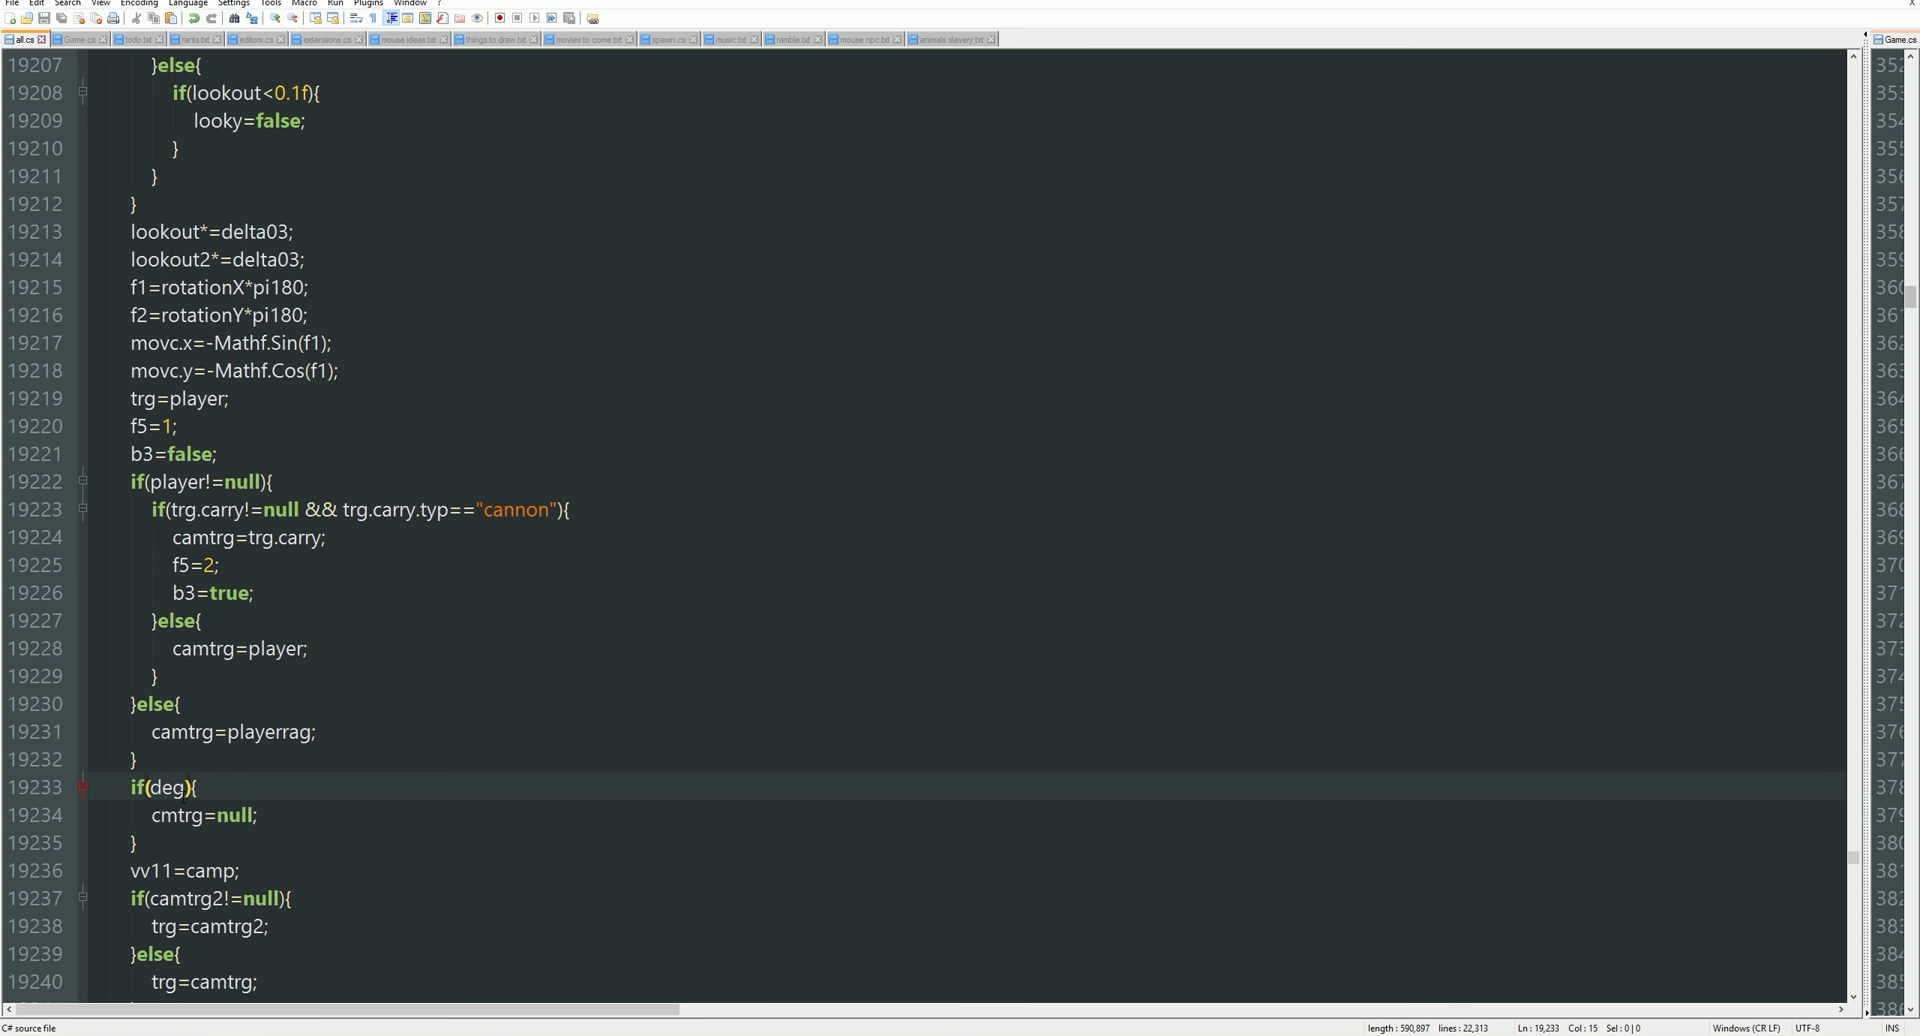 File Edit Search View Encoding Language Settings Tools Macro Run Plugins Window ? X
all.cs Game.cs todo.txt rants.txt editors.cs extensions.cs mouse ideas.txt things to draw.txt movies to come.txt spawn.cs music.txt ramble.txt mouse npc.txt animals slavery.txt Game.cs
19207 }else{
19208 if(lookout<0.1f){
19209 looky=false;
19210 }
19211 }
19212 }
19213 lookout*=delta03;
19214 lookout2*=delta03;
19215 f1=rotationX*pi180;
19216 f2=rotationY*pi180;
19217 movc.x=-Mathf.Sin(f1);
19218 movc.y=-Mathf.Cos(f1);
19219 trg=player;
19220 f5=1;
19221 b3=false;
19222 if(player!=null){
19223 if(trg.carry!=null && trg.carry.typ=="cannon"){
19224 camtrg=trg.carry;
19225 f5=2;
19226 b3=true;
19227 }else{
19228 camtrg=player;
19229 }
19230 }else{
19231 camtrg=playerrag;
19232 }
19233 if(deg){
19234 cmtrg=null;
19235 }
19236 vv11=camp;
19237 if(camtrg2!=null){
19238 trg=camtrg2;
19239 }else{
19240 trg=camtrg;
C# source file length : 590,897 lines : 22,313 Ln : 19,233 Col : 15 Sel : 0 | 0 Windows (CR LF) UTF-8 INS